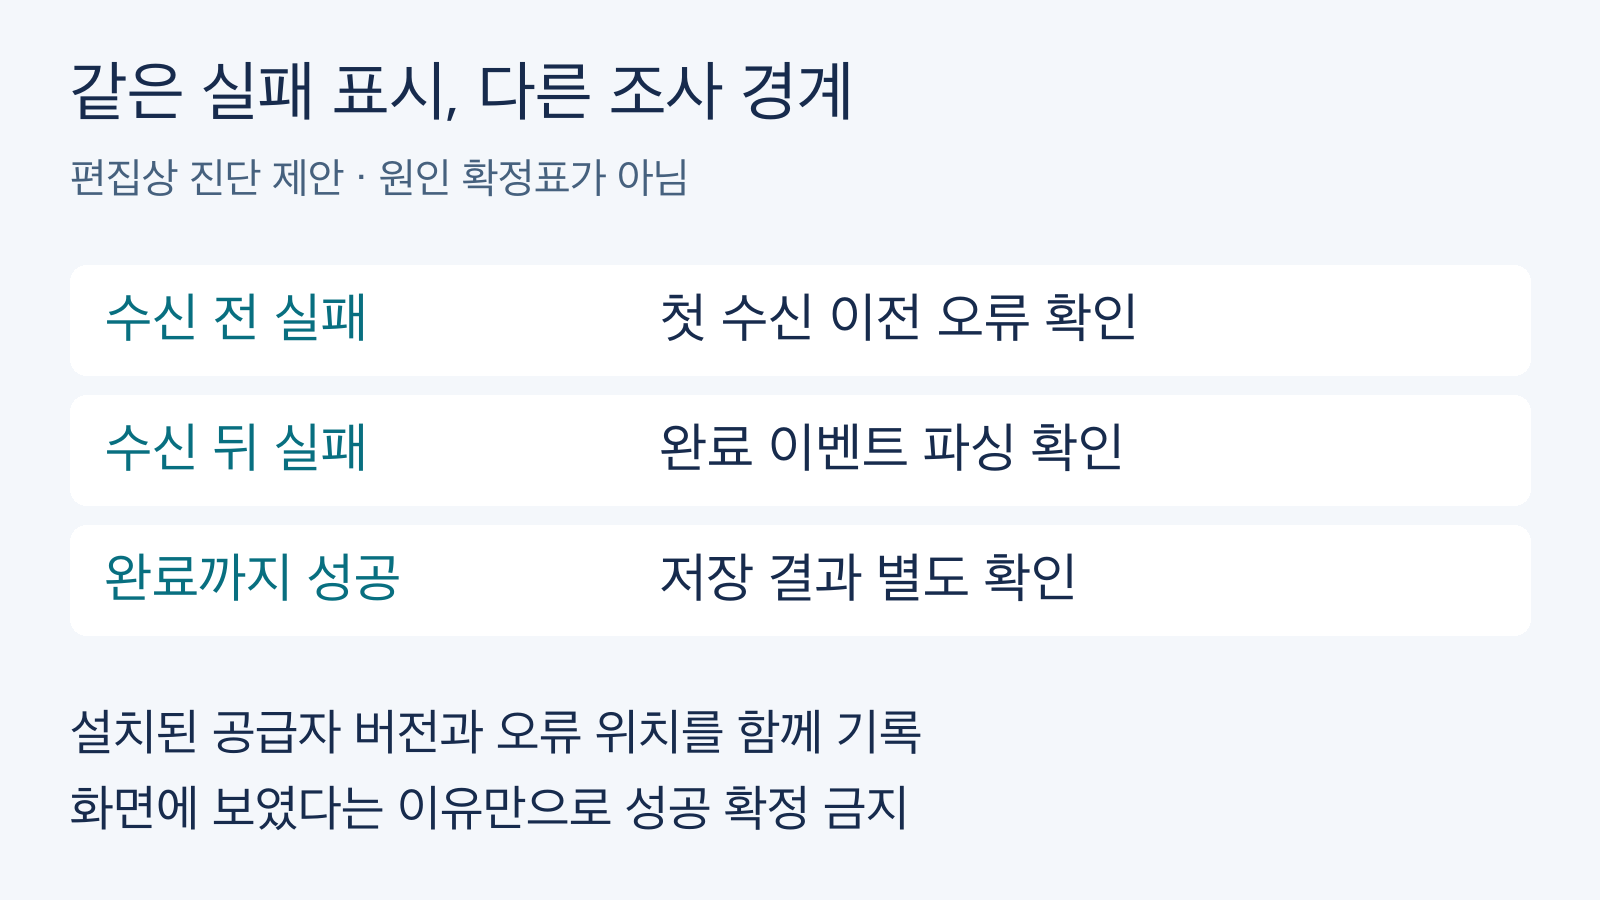 같은 실패 표시, 다른 조사 경계
편집상 진단 제안 · 원인 확정표가 아님
수신 전 실패 첫 수신 이전 오류 확인
수신 뒤 실패 완료 이벤트 파싱 확인
완료까지 성공 저장 결과 별도 확인
설치된 공급자 버전과 오류 위치를 함께 기록
화면에 보였다는 이유만으로 성공 확정 금지